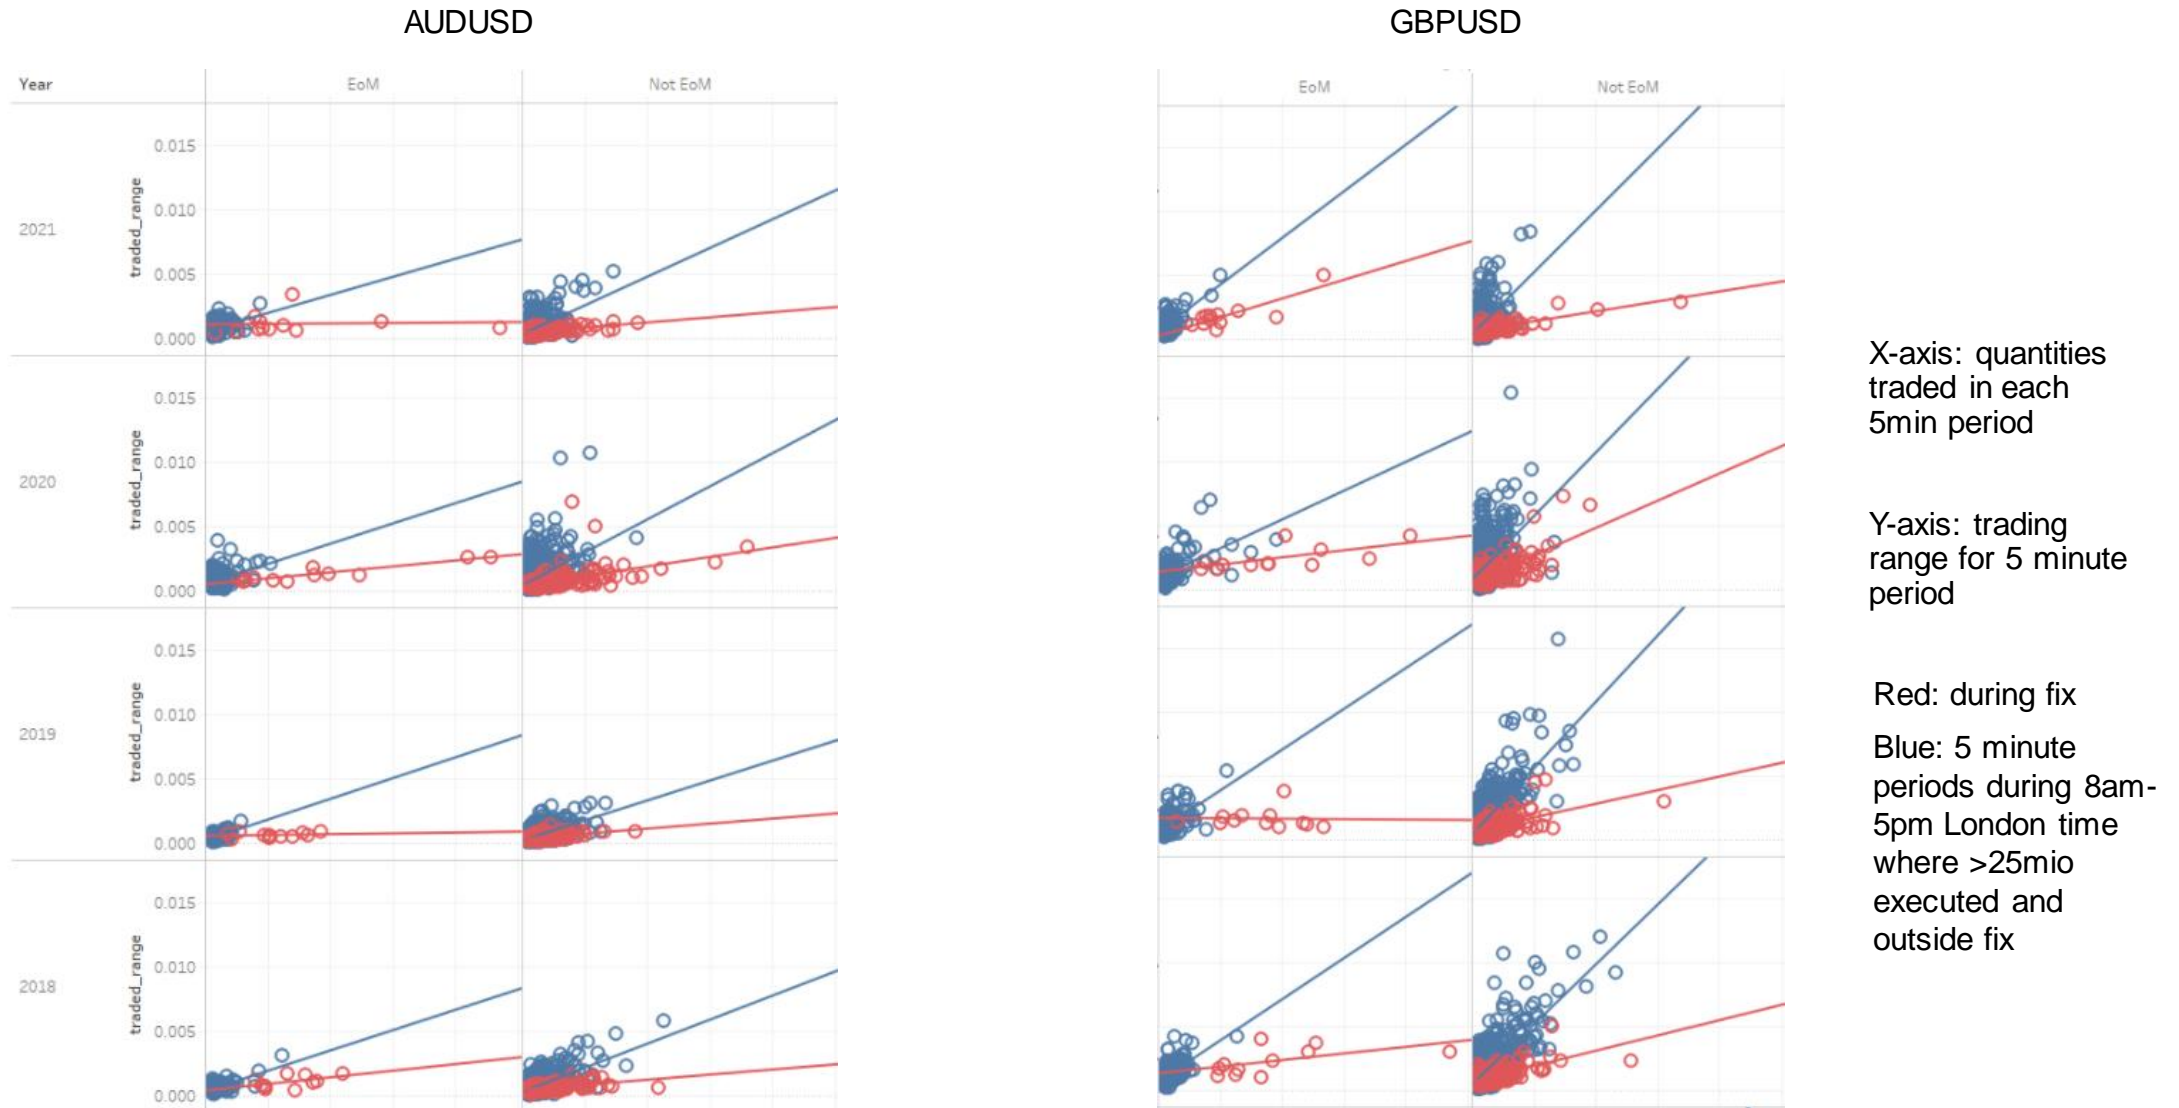 AUDUSD
GBPUSD
Year
EoM
Not EoM
EoM
Not EoM
2021
traded_range
0.015
0.010
0.005
0.000
2020
traded_range
0.015
0.010
0.005
0.000
2019
traded_range
0.015
0.010
0.005
0.000
2018
traded_range
0.015
0.010
0.005
0.000
X-axis: quantities
traded in each
5min period
Y-axis: trading
range for 5 minute
period
Red: during fix
Blue: 5 minute
periods during 8am-
5pm London time
where >25mio
executed and
outside fix